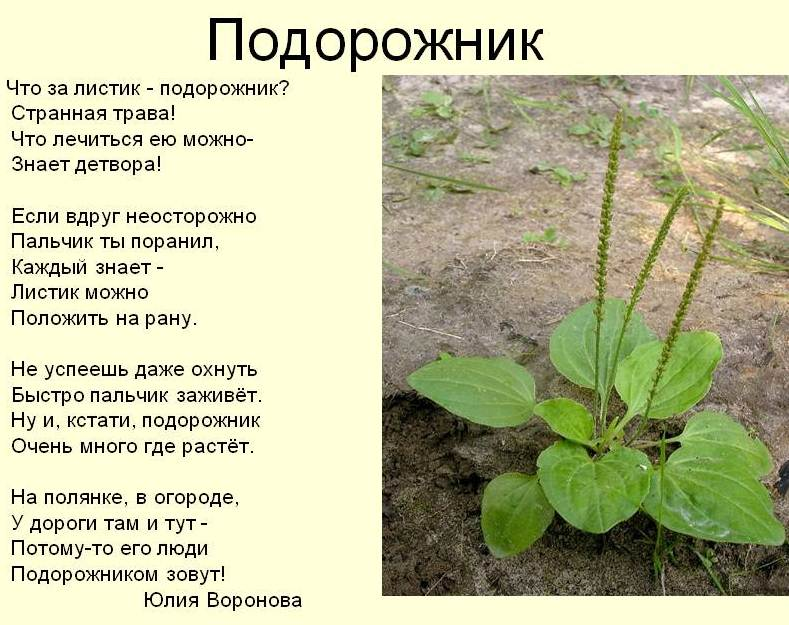 Подорожник
Что за листик - подорожник?
Странная трава!
Что лечиться ею можно-
Знает детвора!
Если вдруг неосторожно
Пальчик ты поранил,
Каждый знает -
Листик можно
Положить на рану.
Не успеешь даже охнуть
Быстро пальчик заживёт.
Ну и, кстати, подорожник
Очень много где растёт.
На полянке, в огороде,
У дороги там и тут -
Потому-то его люди
Подорожником зовут!
Юлия Воронова